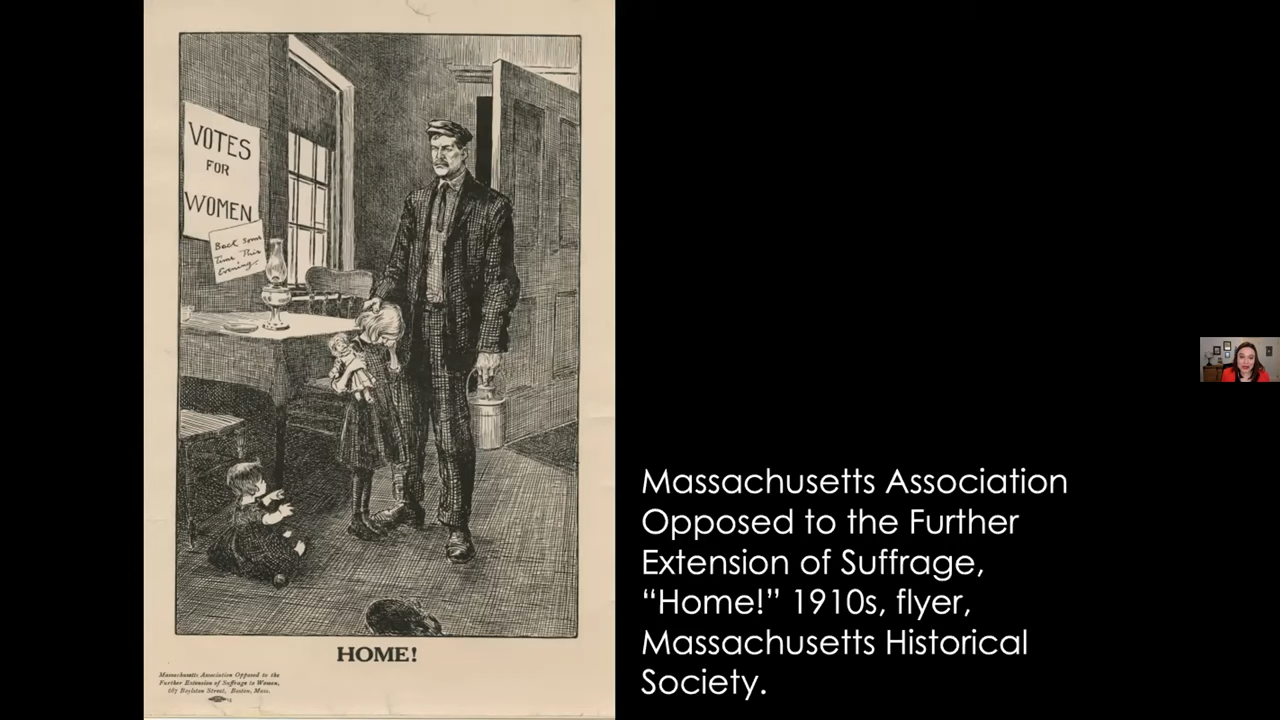 VOTES
FOR
WOMEN
Back Some
Time This
Evening.
HOME!
Massachusetts Association Opposed to the
Further Extension of Suffrage to Women,
687 Boylston Street, Boston, Mass.
Massachusetts Association
Opposed to the Further
Extension of Suffrage,
“Home!” 1910s, flyer,
Massachusetts Historical
Society.